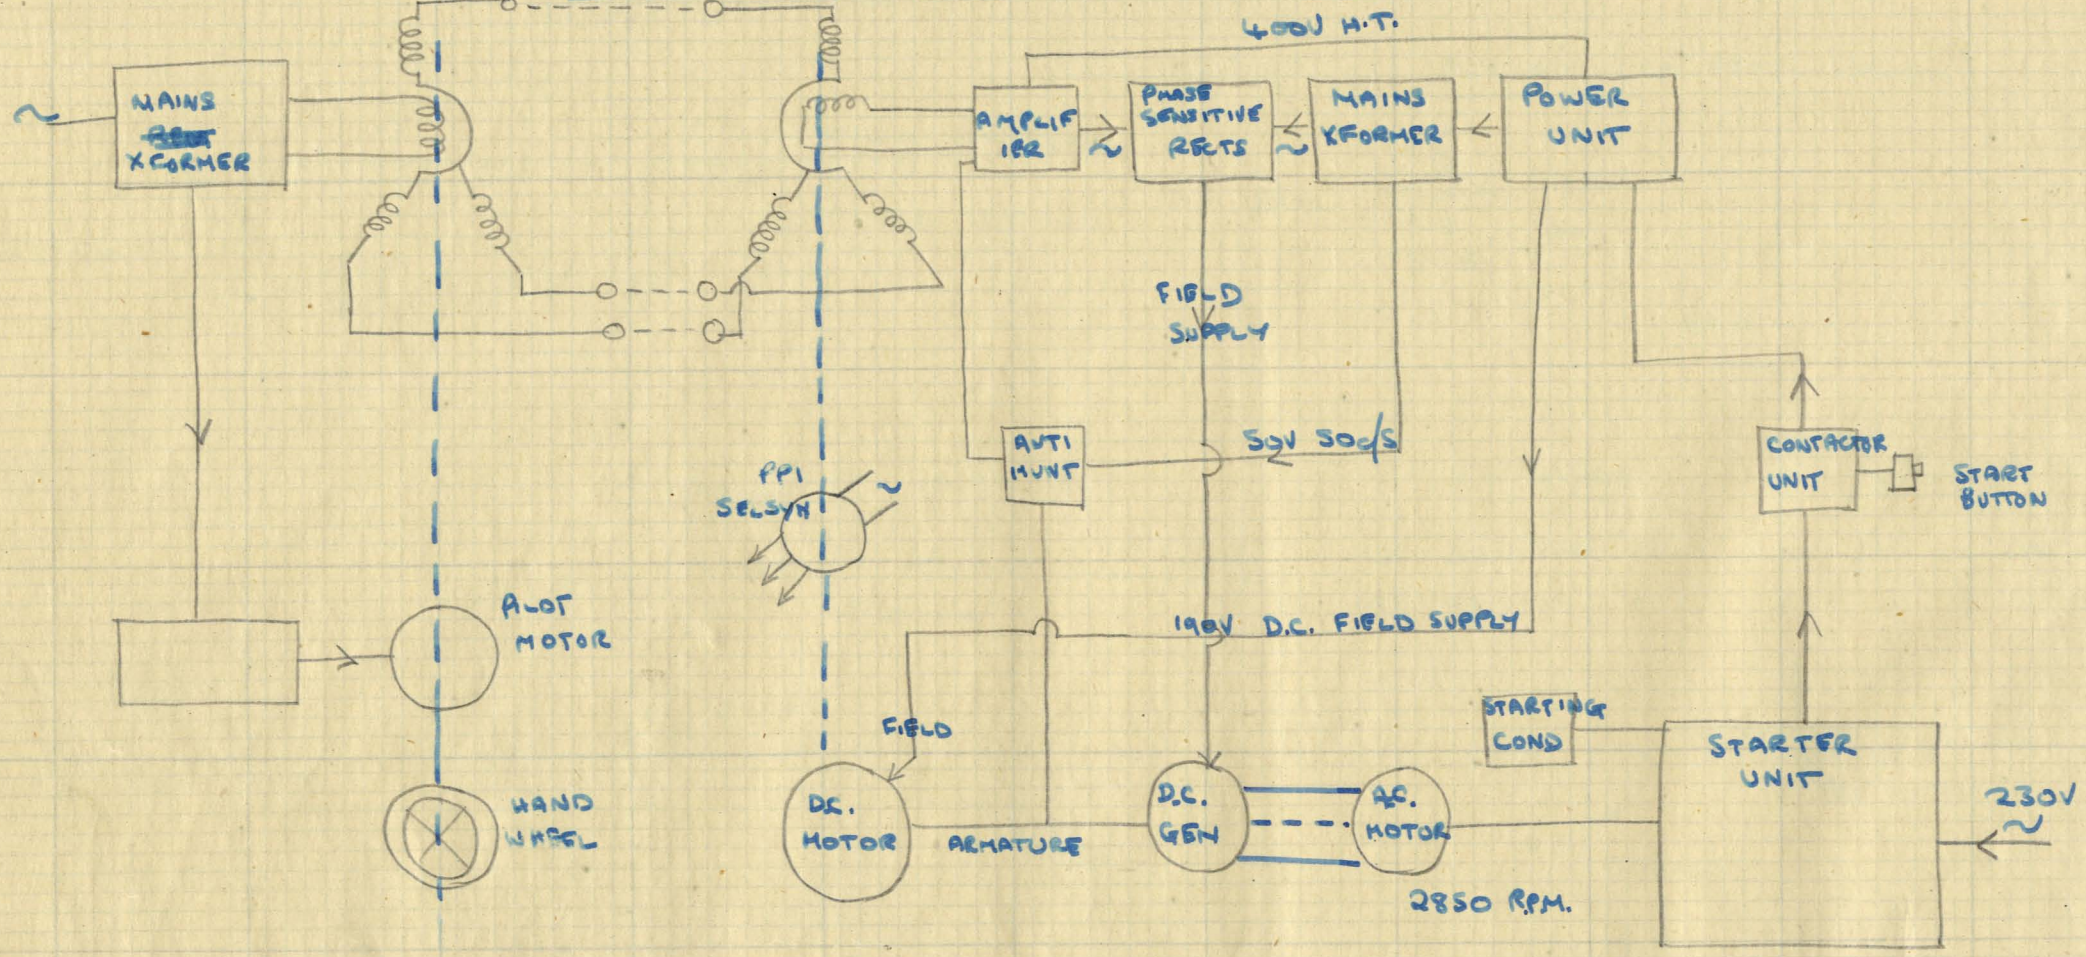 400V H.T.
MAINS
XFORMER
AMPLIF
IER
PHASE
SENSITIVE
RECTS
MAINS
XFORMER
POWER
UNIT
~
~
~
FIELD
SUPPLY
ANTI
HUNT
50V 50c/s
CONTACTOR
UNIT
START
BUTTON
PPI
SELSYN
~
PILOT
MOTOR
190V D.C. FIELD SUPPLY
FIELD
STARTING
COND
STARTER
UNIT
230V
~
HAND
WHEEL
D.C.
MOTOR
ARMATURE
D.C.
GEN
A.C.
MOTOR
2850 R.P.M.